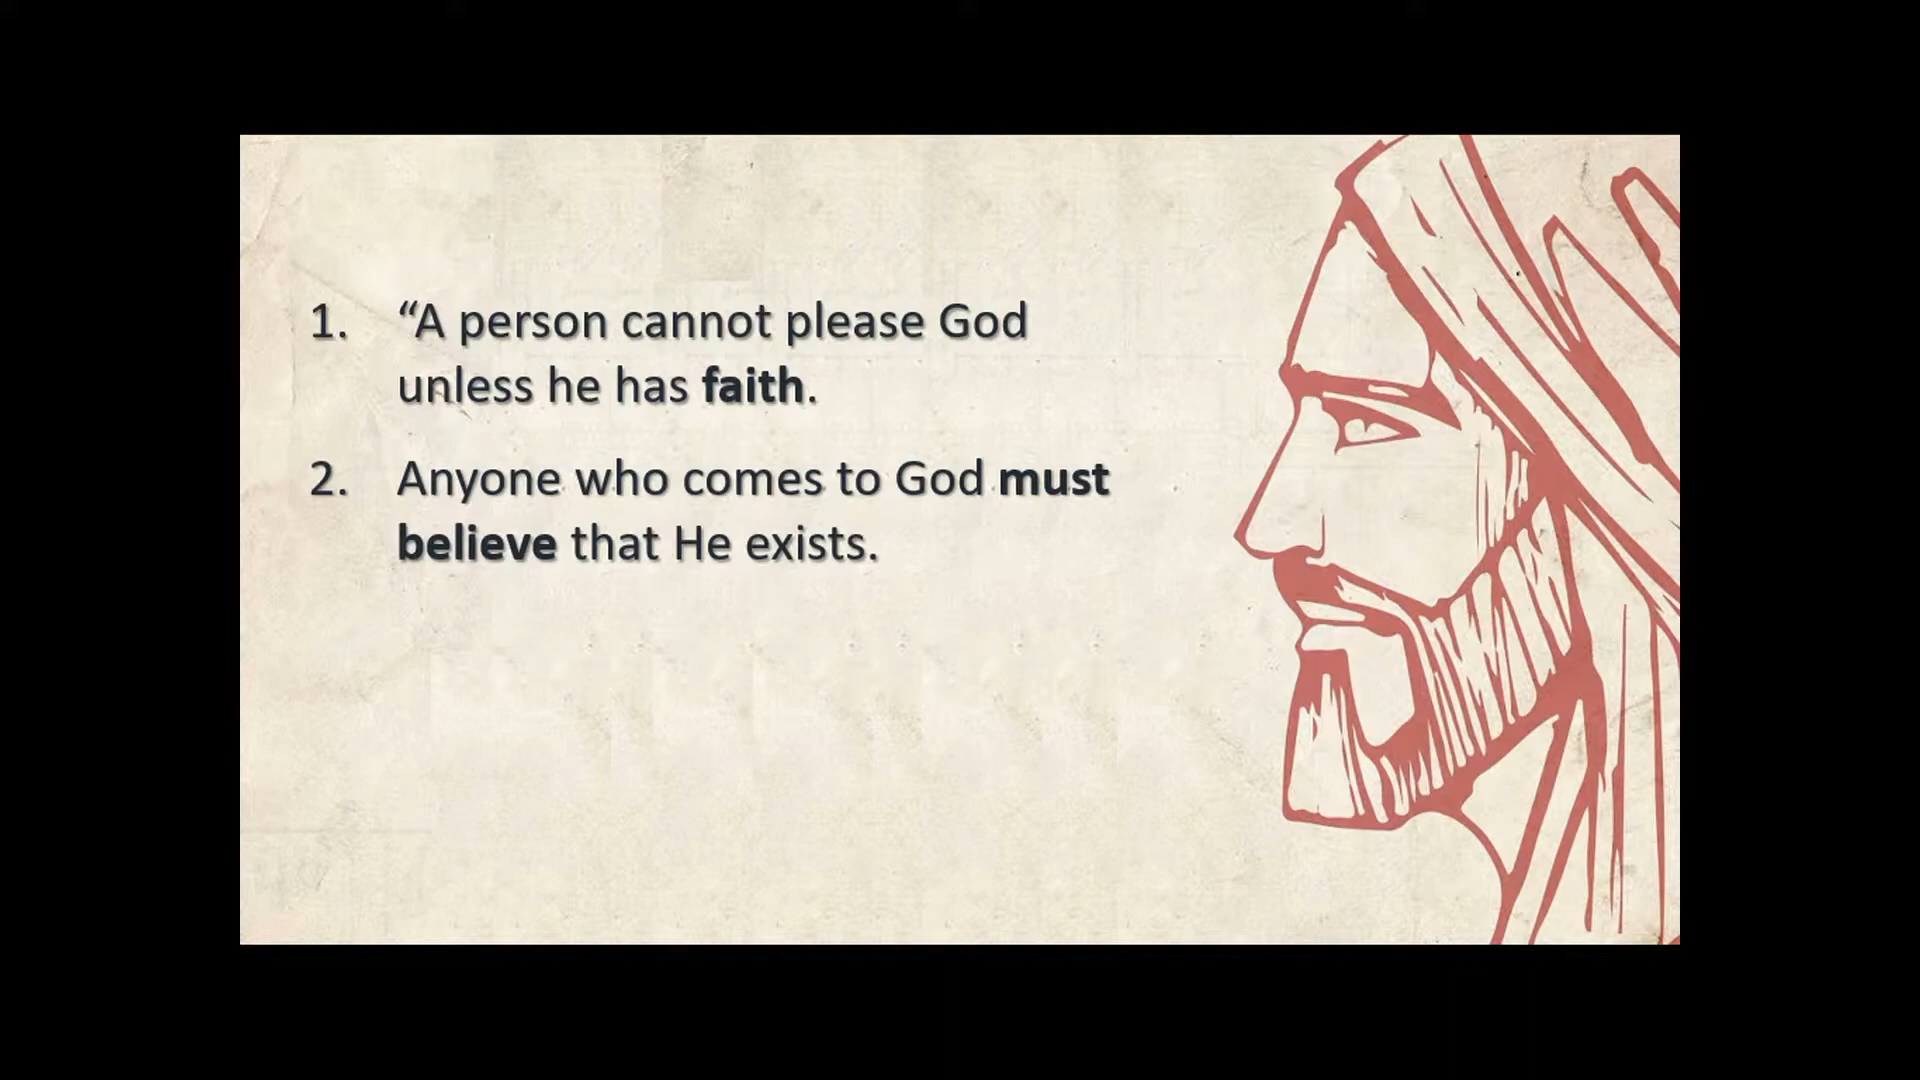 1. “A person cannot please God
unless he has faith.
2. Anyone who comes to God must
believe that He exists.